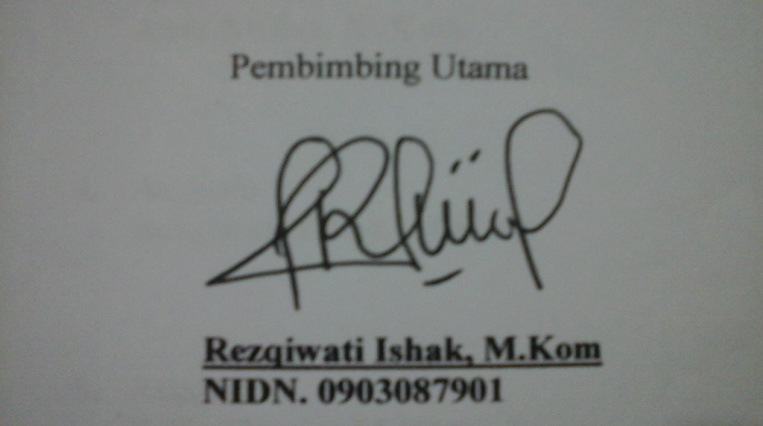 Pembimbing Utama
Rezqiwati Ishak, M.Kom
NIDN. 0903087901